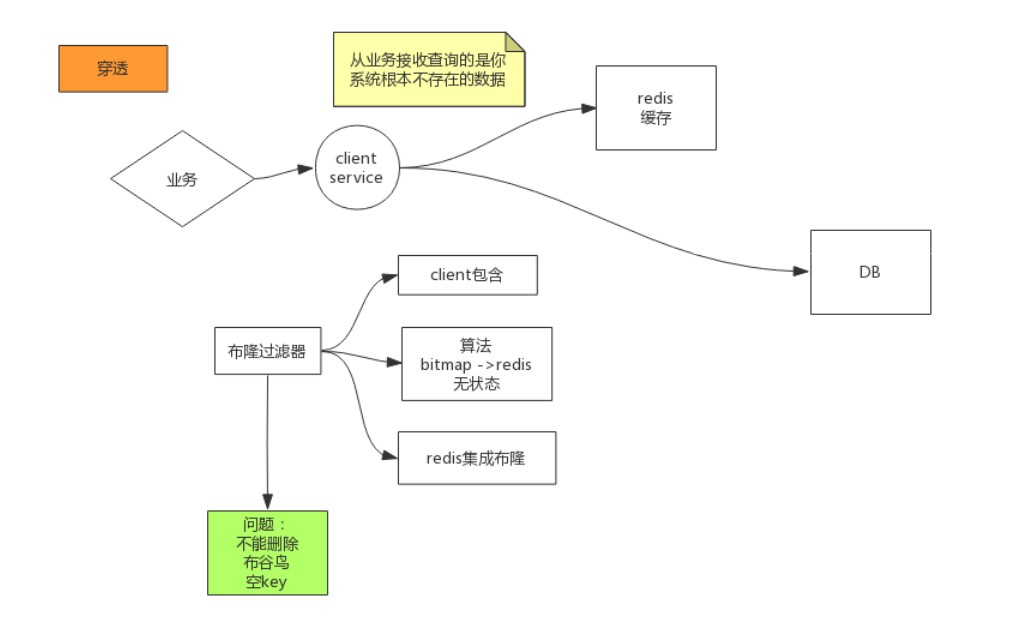 穿透
从业务接收查询的是你
系统根本不存在的数据
redis
缓存
业务
client
service
DB
client包含
布隆过滤器
算法
bitmap ->redis
无状态
redis集成布隆
问题：
不能删除
布谷鸟
空key